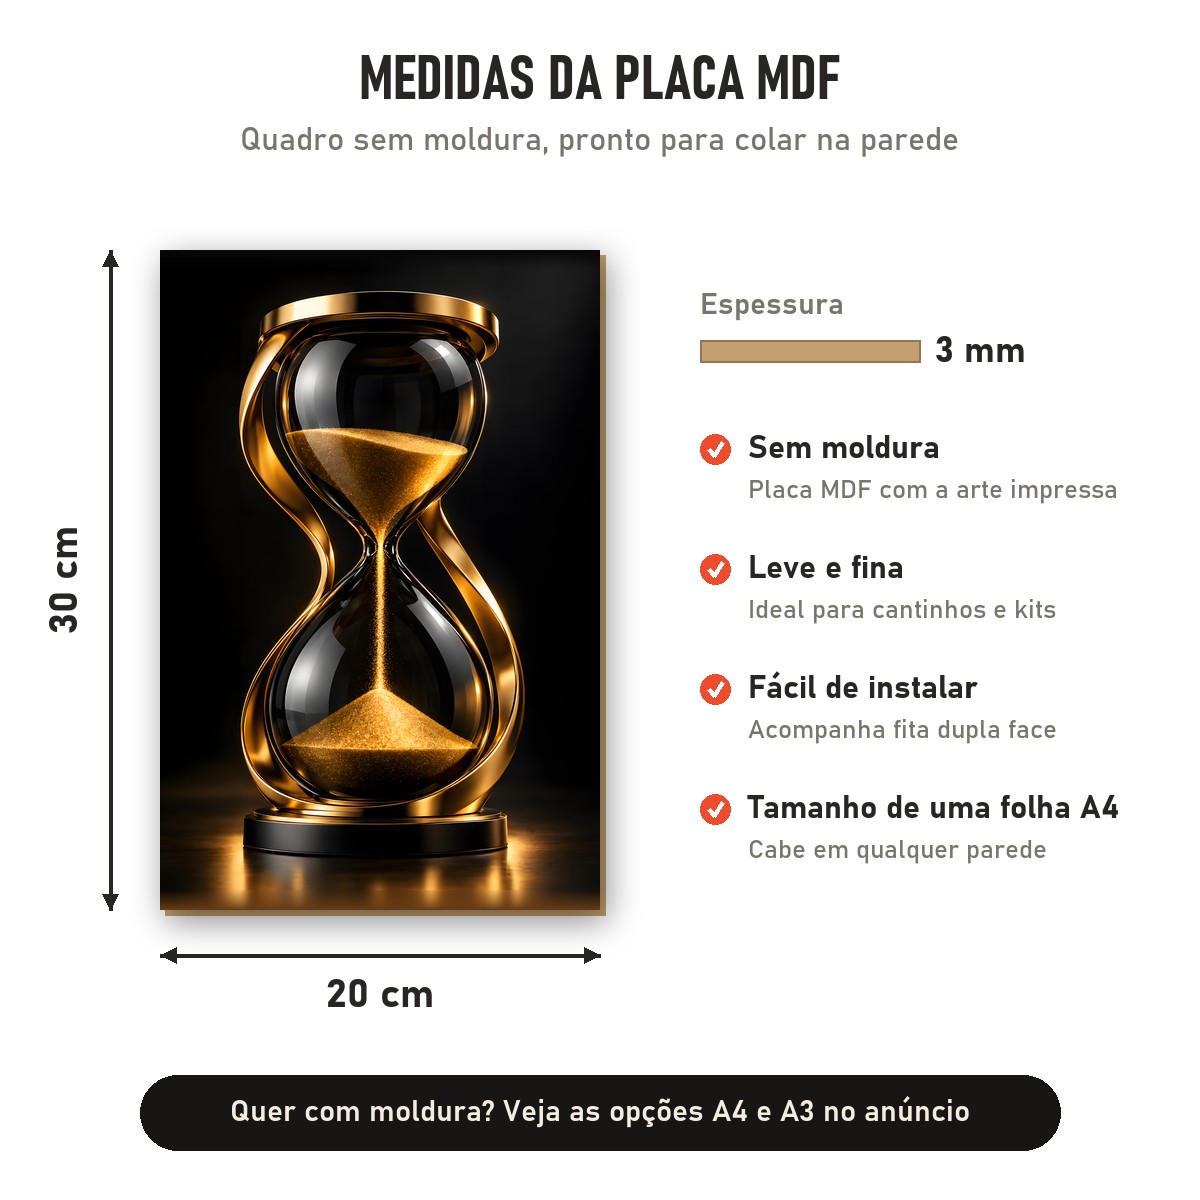 MEDIDAS DA PLACA MDF
Quadro sem moldura, pronto para colar na parede
Espessura
3 mm
Sem moldura
Placa MDF com a arte impressa
Leve e fina
Ideal para cantinhos e kits
Fácil de instalar
Acompanha fita dupla face
Tamanho de uma folha A4
Cabe em qualquer parede
30 cm
20 cm
Quer com moldura? Veja as opções A4 e A3 no anúncio